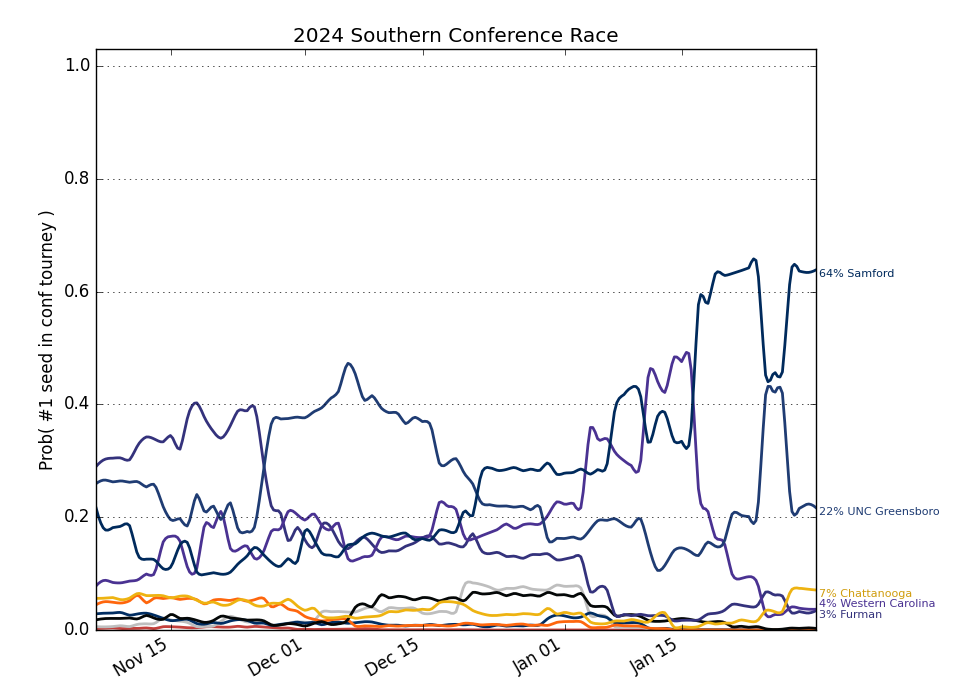 2024 Southern Conference Race
Prob( #1 seed in conf tourney )
1.0
0.8
0.6
0.4
0.2
0.0
64% Samford
22% UNC Greensboro
7% Chattanooga
4% Western Carolina
3% Furman
Nov 15
Dec 01
Dec 15
Jan 01
Jan 15